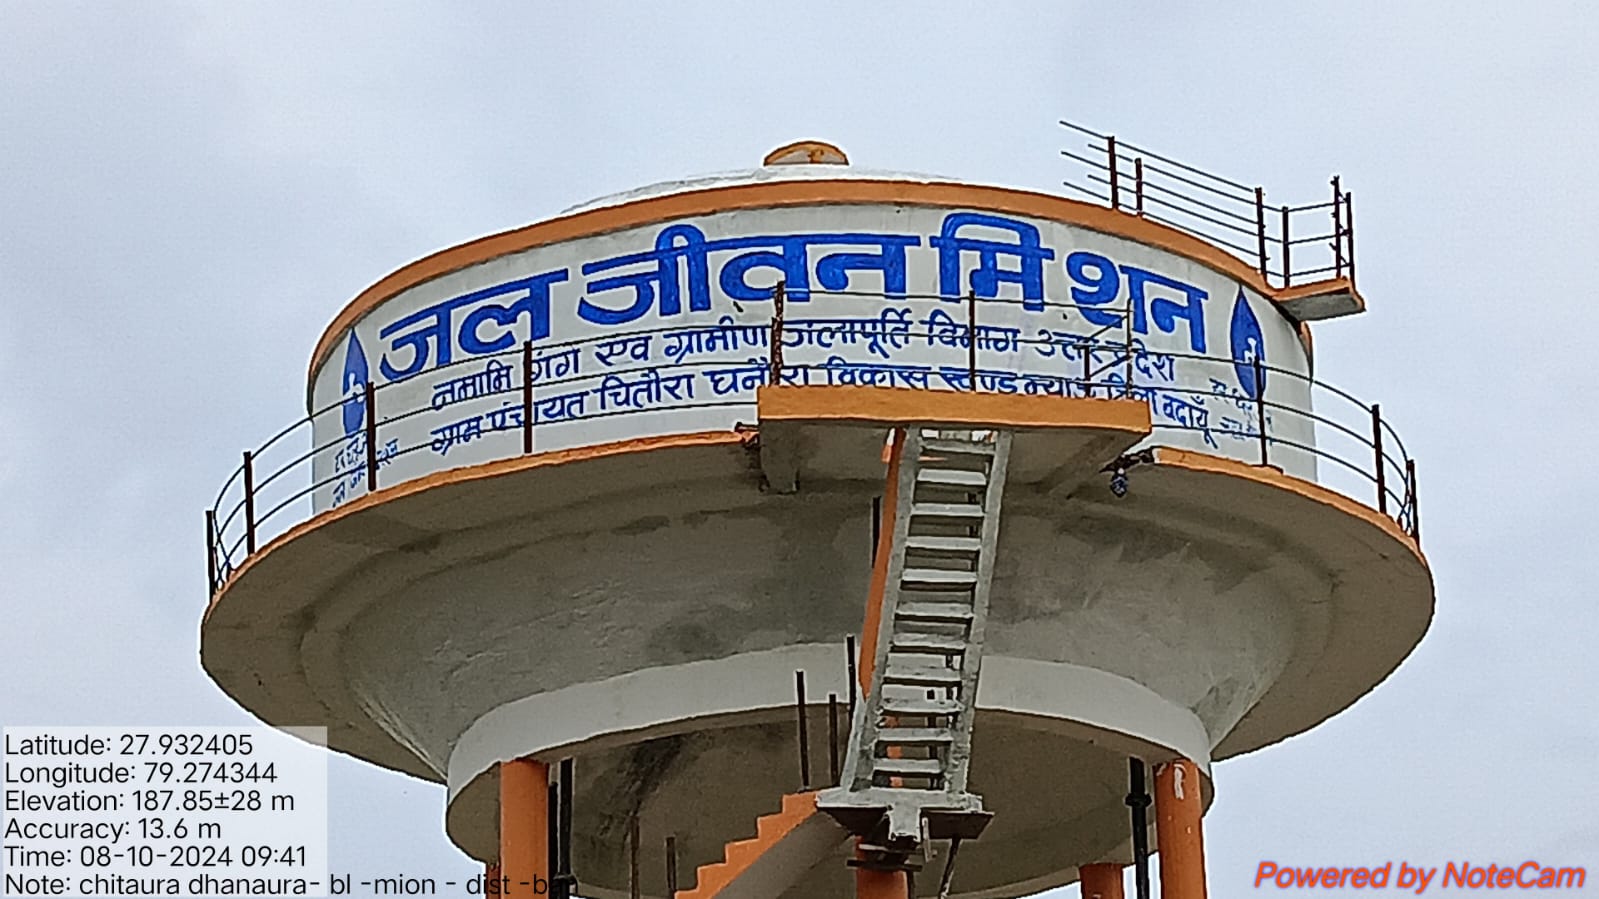 जल जीवन मिशन
नमामि गंग एवं ग्रामीण जलापूर्ति विभाग उत्तर प्रदेश
ग्राम पंचायत चितौरा घनौरा विकास खण्ड म्याऊ जिला बदायूँ
Latitude: 27.932405
Longitude: 79.274344
Elevation: 187.85±28 m
Accuracy: 13.6 m
Time: 08-10-2024 09:41
Note: chitaura dhanaura- bl -mion - dist -
Powered by NoteCam